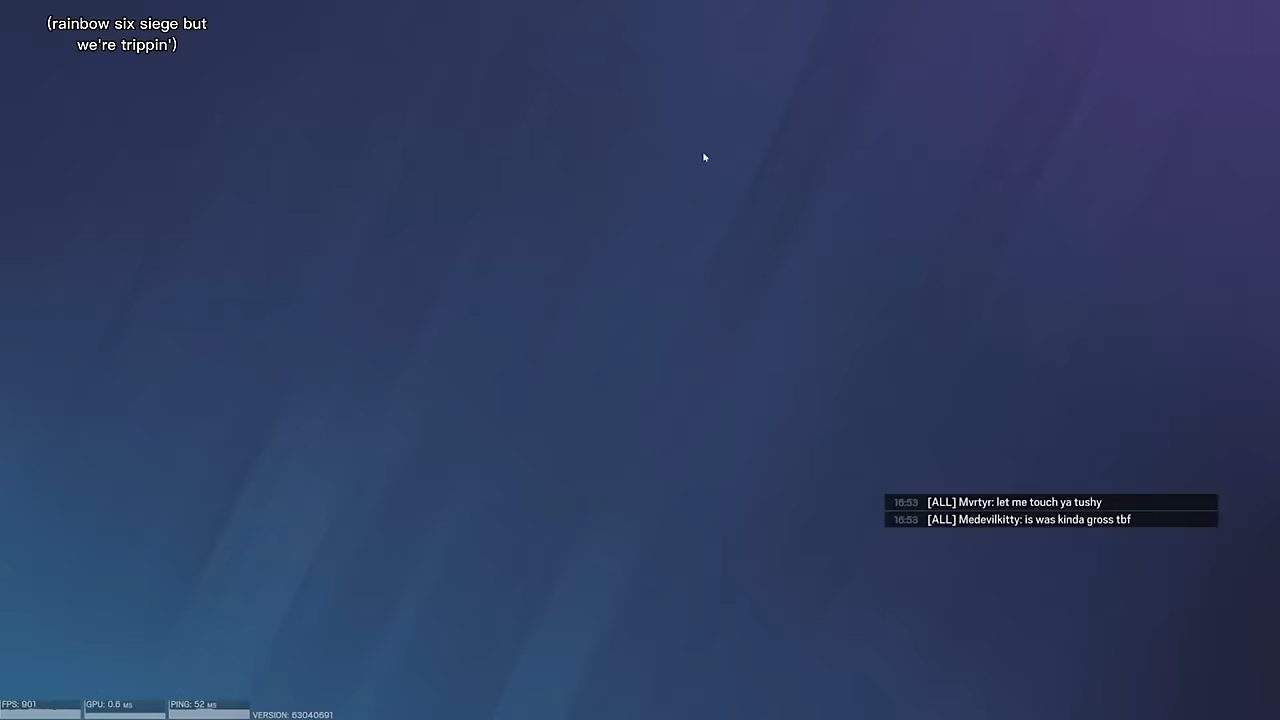 (rainbow six siege but
we're trippin')
16:53 [ALL] Mvrtyr: let me touch ya tushy
16:53 [ALL] Medevilkitty: is was kinda gross tbf
FPS: 901 GPU: 0.6 MS PING: 52 MS VERSION: 63040691